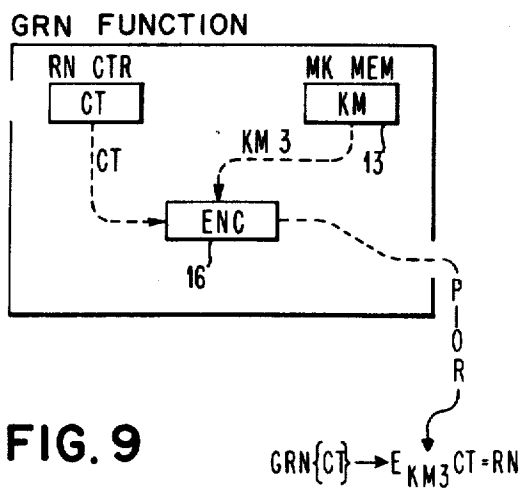 GRN FUNCTION
RN CTR
MK MEM
CT
KM
CT
KM 3
13
ENC
16
P
O
R
FIG. 9
GRN{CT}→E KM3 CT=RN